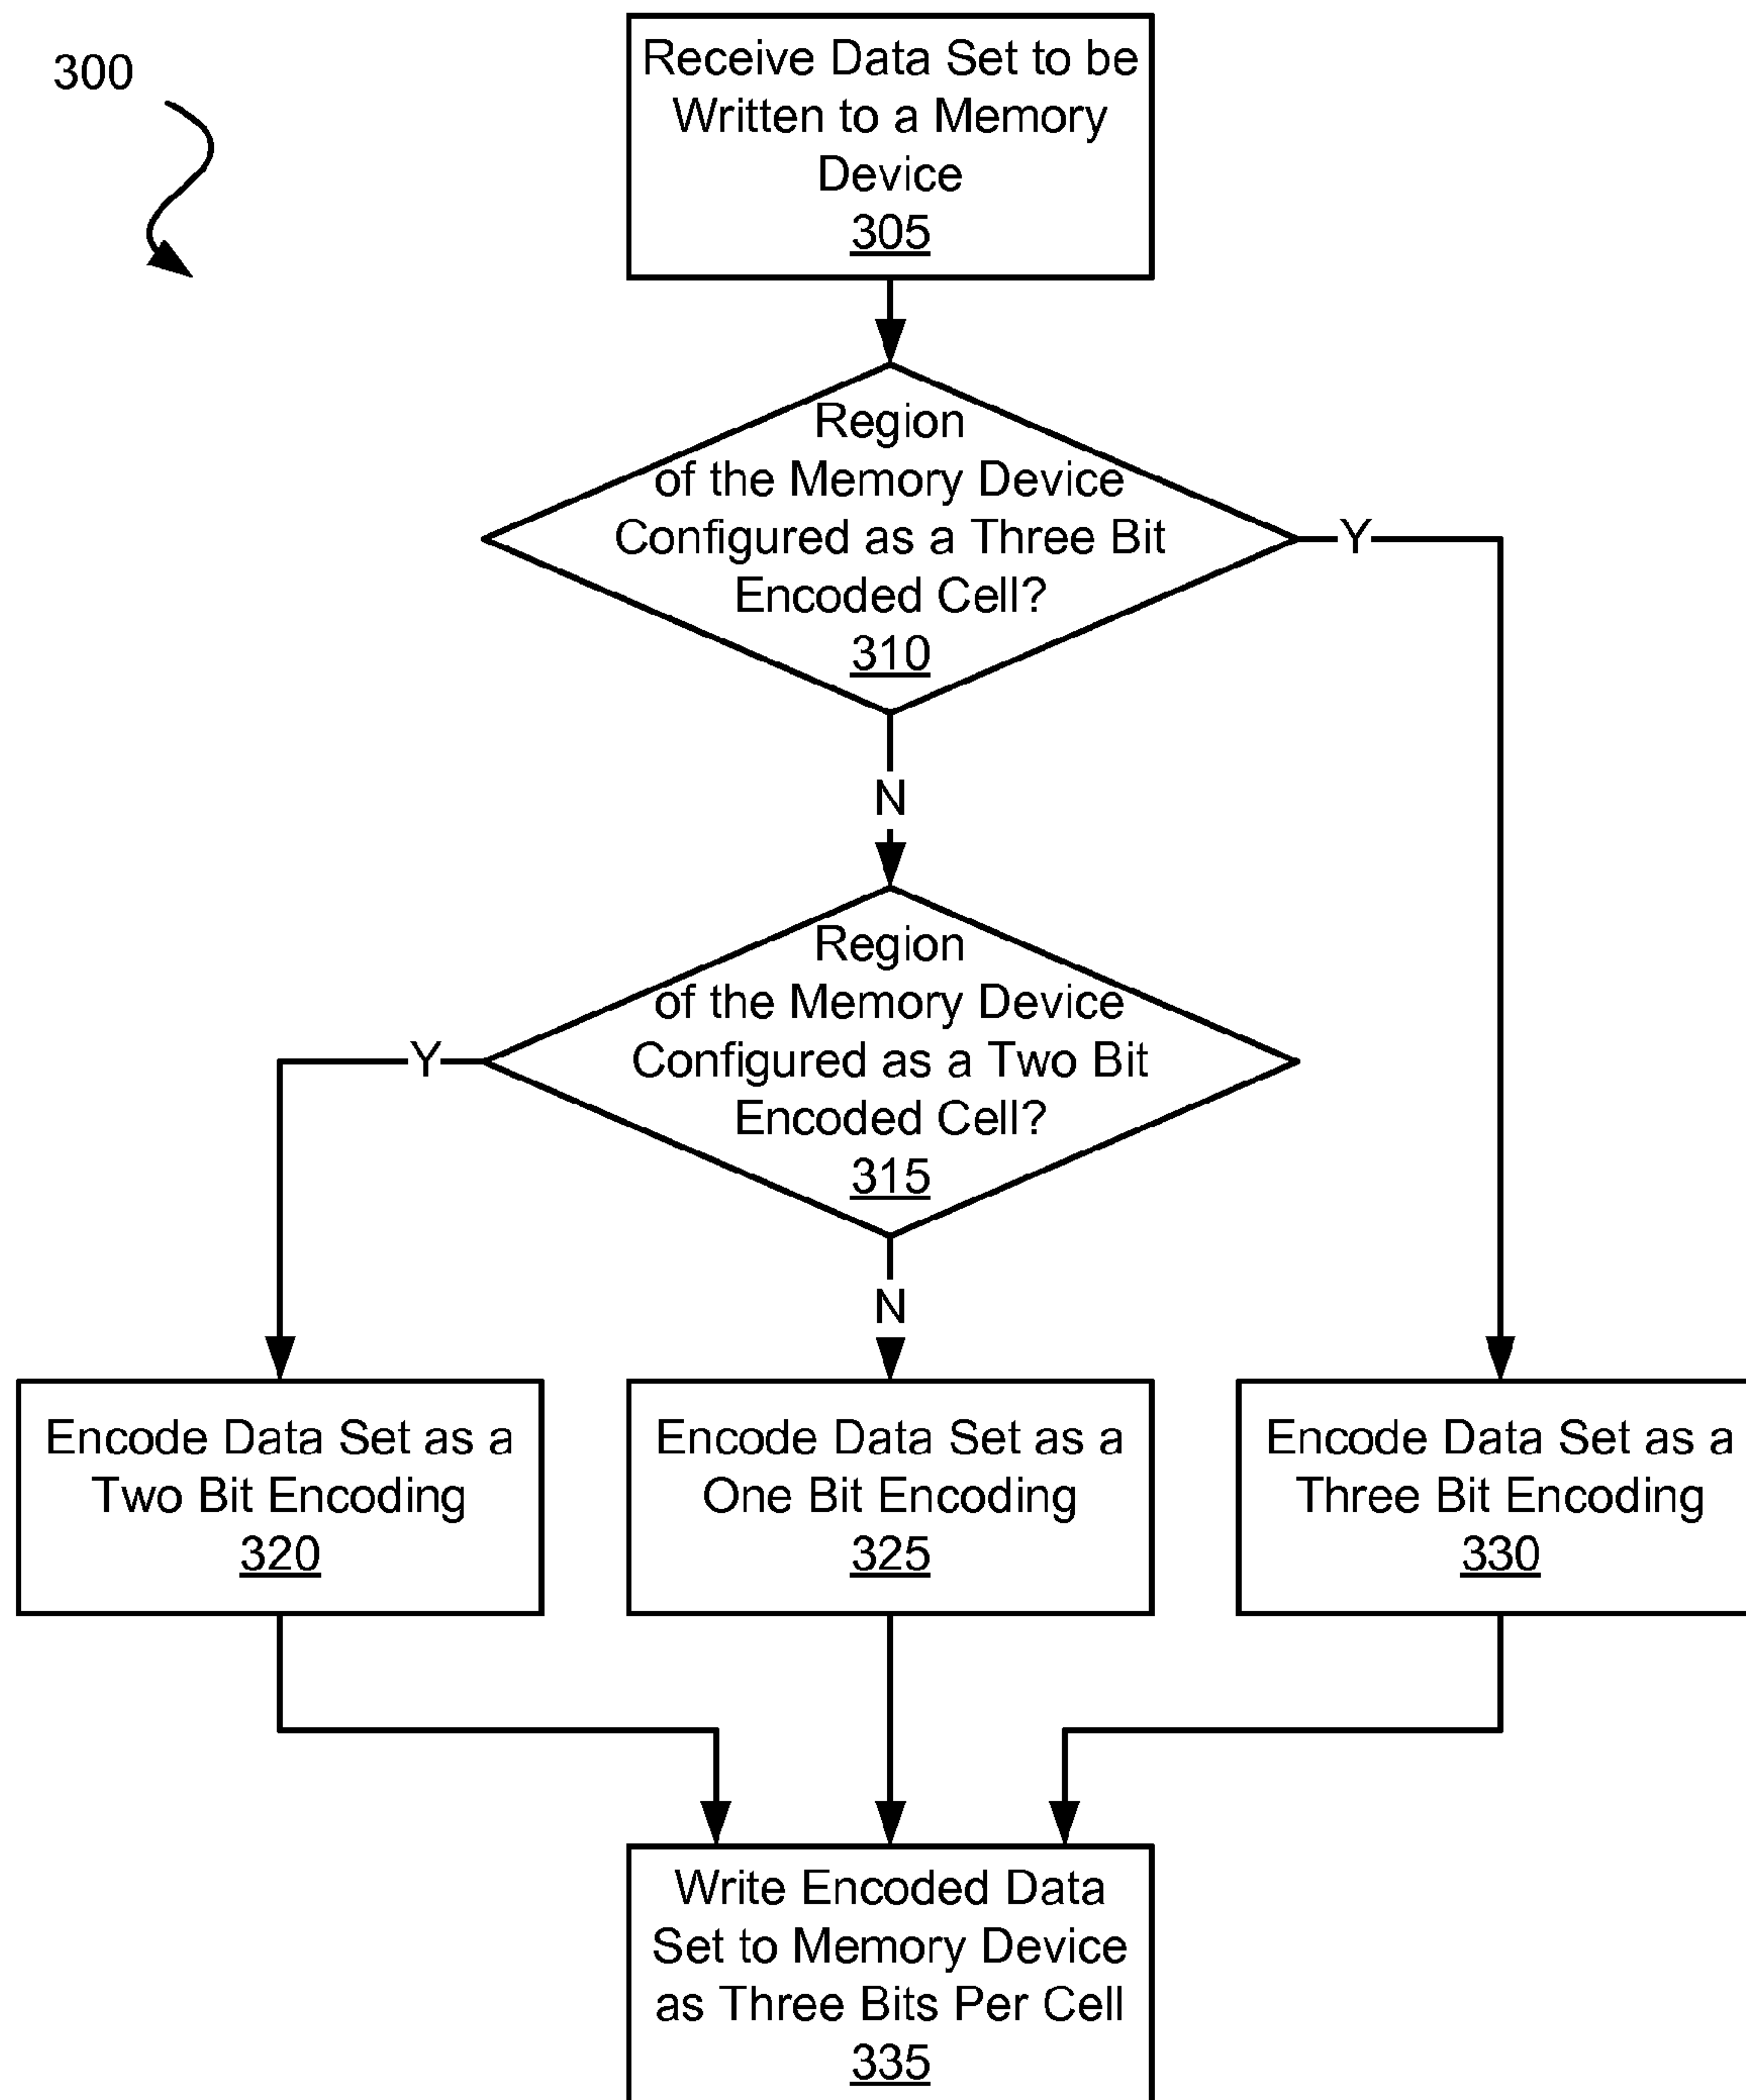 300
Receive Data Set to be
Written to a Memory
Device
305
Region
of the Memory Device
Configured as a Three Bit
Encoded Cell?
310
Y
N
Region
of the Memory Device
Configured as a Two Bit
Encoded Cell?
315
Y
N
Encode Data Set as a
Two Bit Encoding
320
Encode Data Set as a
One Bit Encoding
325
Encode Data Set as a
Three Bit Encoding
330
Write Encoded Data
Set to Memory Device
as Three Bits Per Cell
335